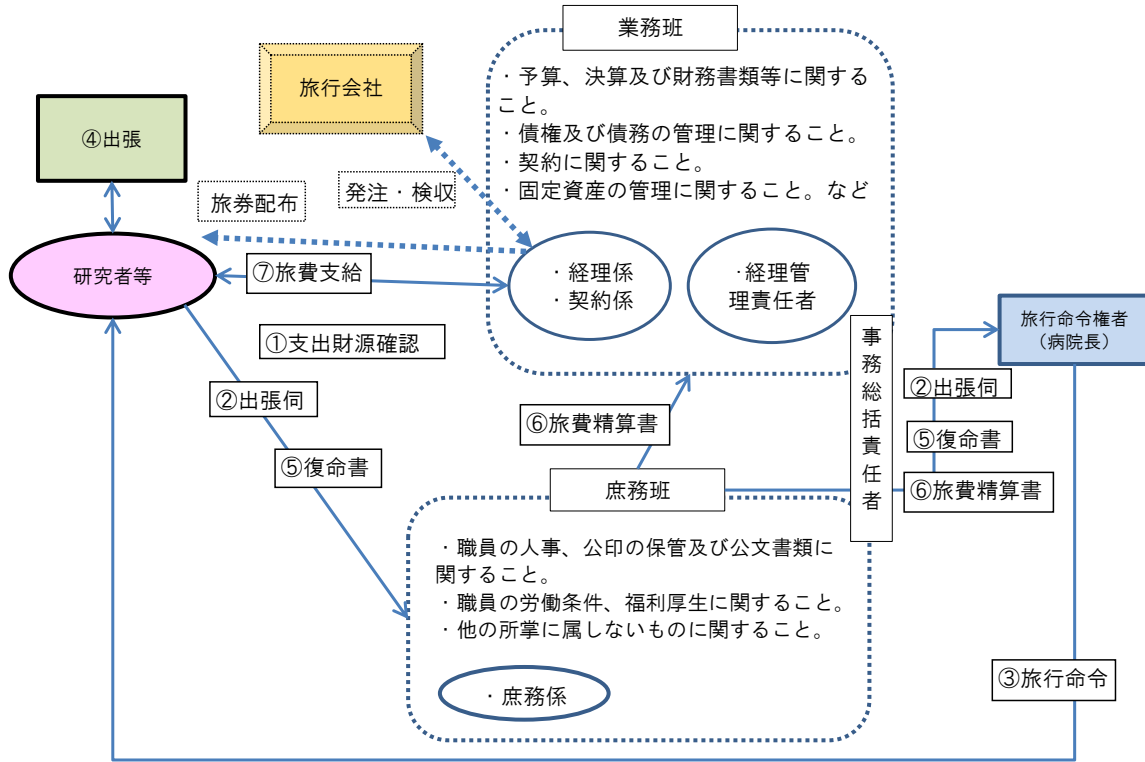 業務班
旅行会社
・予算、決算及び財務書類等に関する
こと。
・債権及び債務の管理に関すること。
・契約に関すること。
・固定資産の管理に関すること。など
④出張
発注・検収
旅券配布
研究者等
⑦旅費支給
・経理係
・契約係
・経理管
理責任者
①支出財源確認
旅行命令権者
（病院長）
事務総括責任者
②出張伺
②出張伺
⑥旅費精算書
⑤復命書
⑤復命書
庶務班
⑥旅費精算書
・職員の人事、公印の保管及び公文書類に
関すること。
・職員の労働条件、福利厚生に関すること。
・他の所掌に属しないものに関すること。
・庶務係
③旅行命令